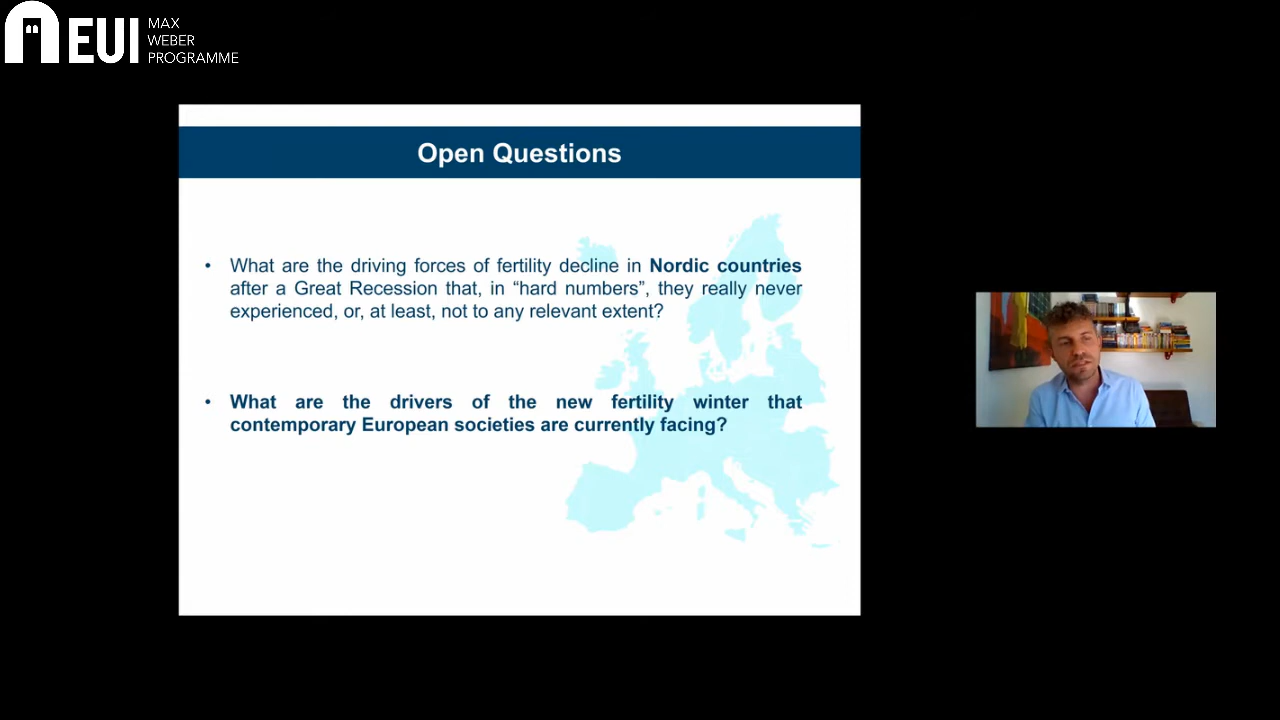 EUI
MAX
WEBER
PROGRAMME
Open Questions
• What are the driving forces of fertility decline in Nordic countries
after a Great Recession that, in “hard numbers”, they really never
experienced, or, at least, not to any relevant extent?
• What are the drivers of the new fertility winter that
contemporary European societies are currently facing?